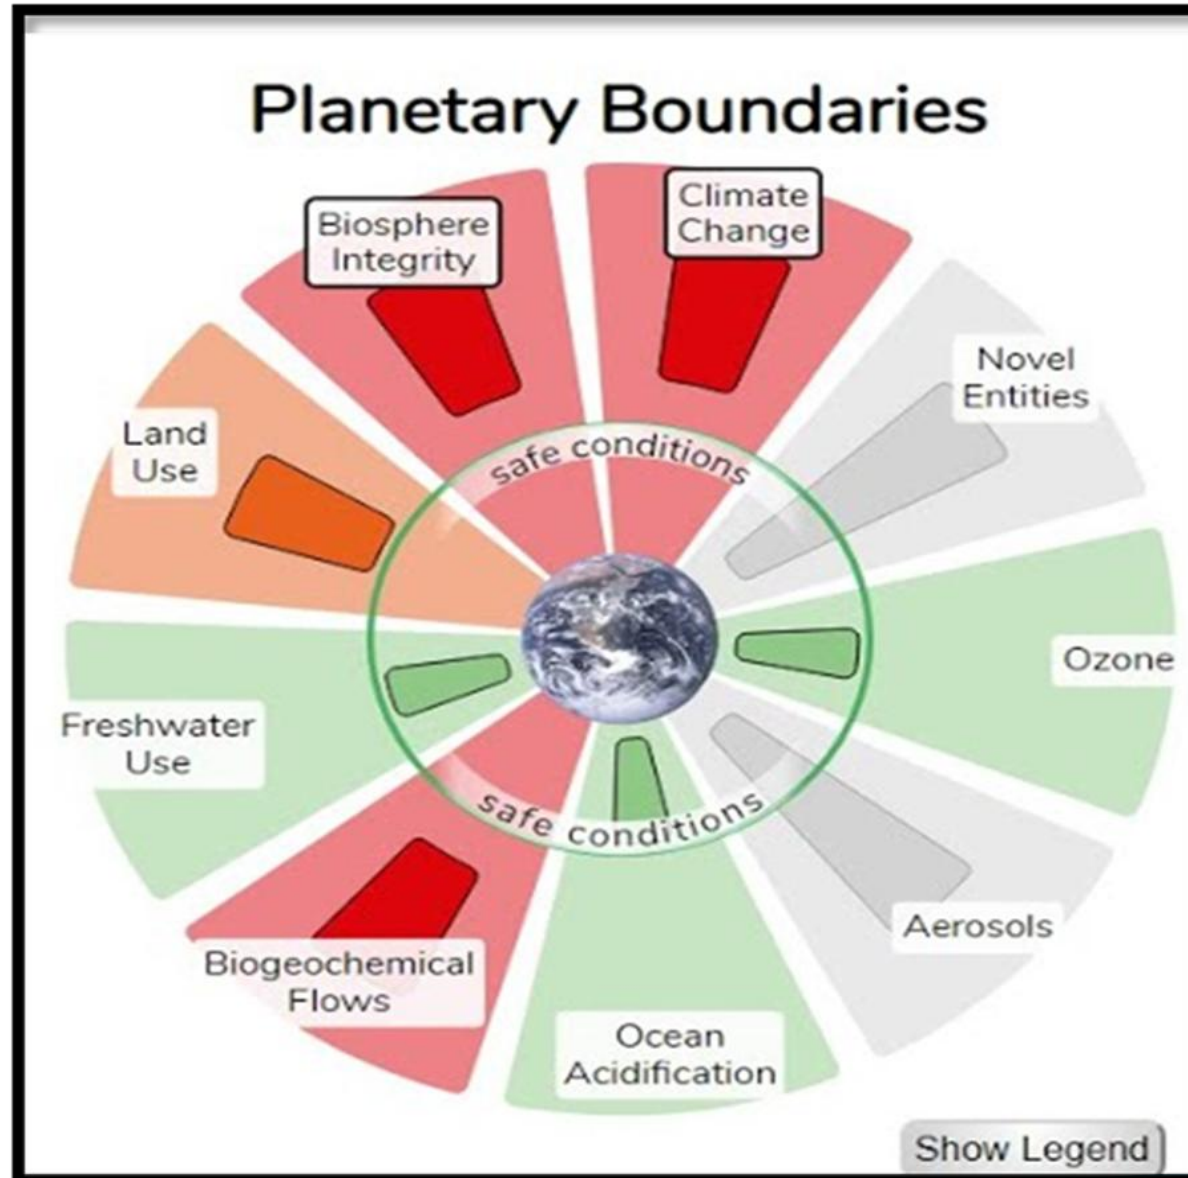 Planetary Boundaries
Biosphere
Integrity
Climate
Change
Novel
Entities
Land
Use
safe conditions
Ozone
Freshwater
Use
safe conditions
Aerosols
Biogeochemical
Flows
Ocean
Acidification
Show Legend